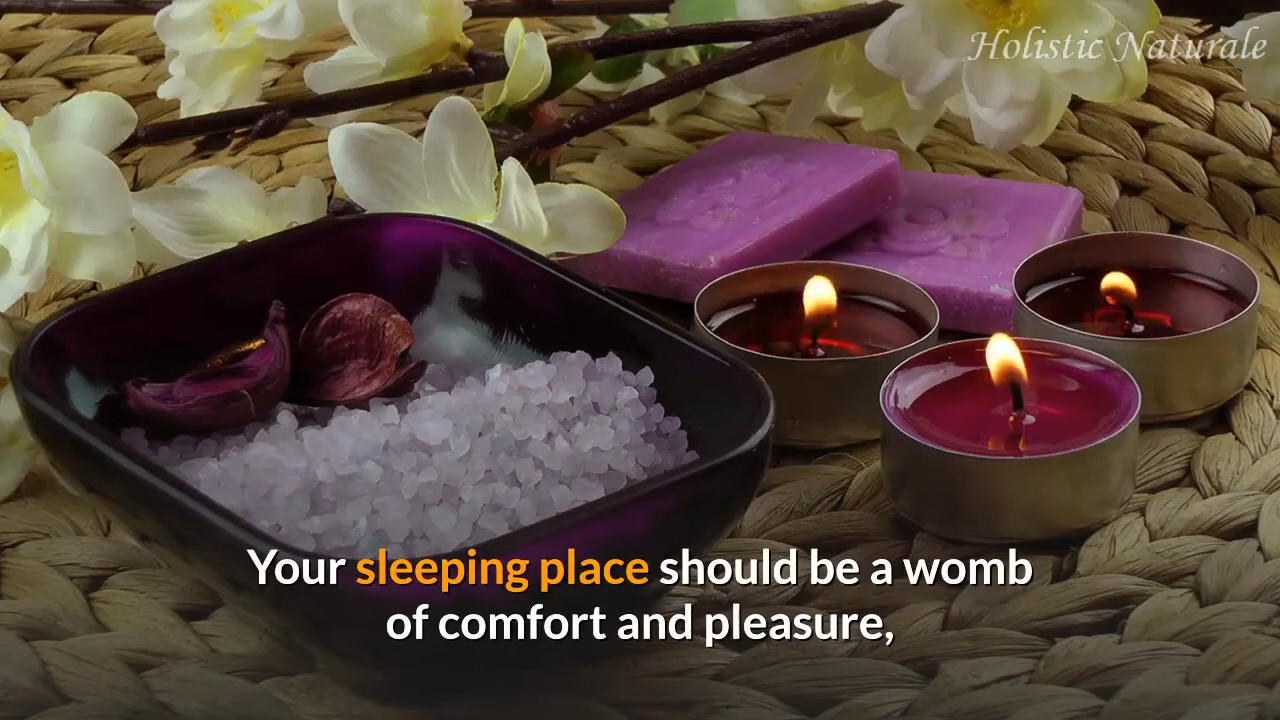 Holistic Naturale
Your sleeping place should be a womb
of comfort and pleasure,